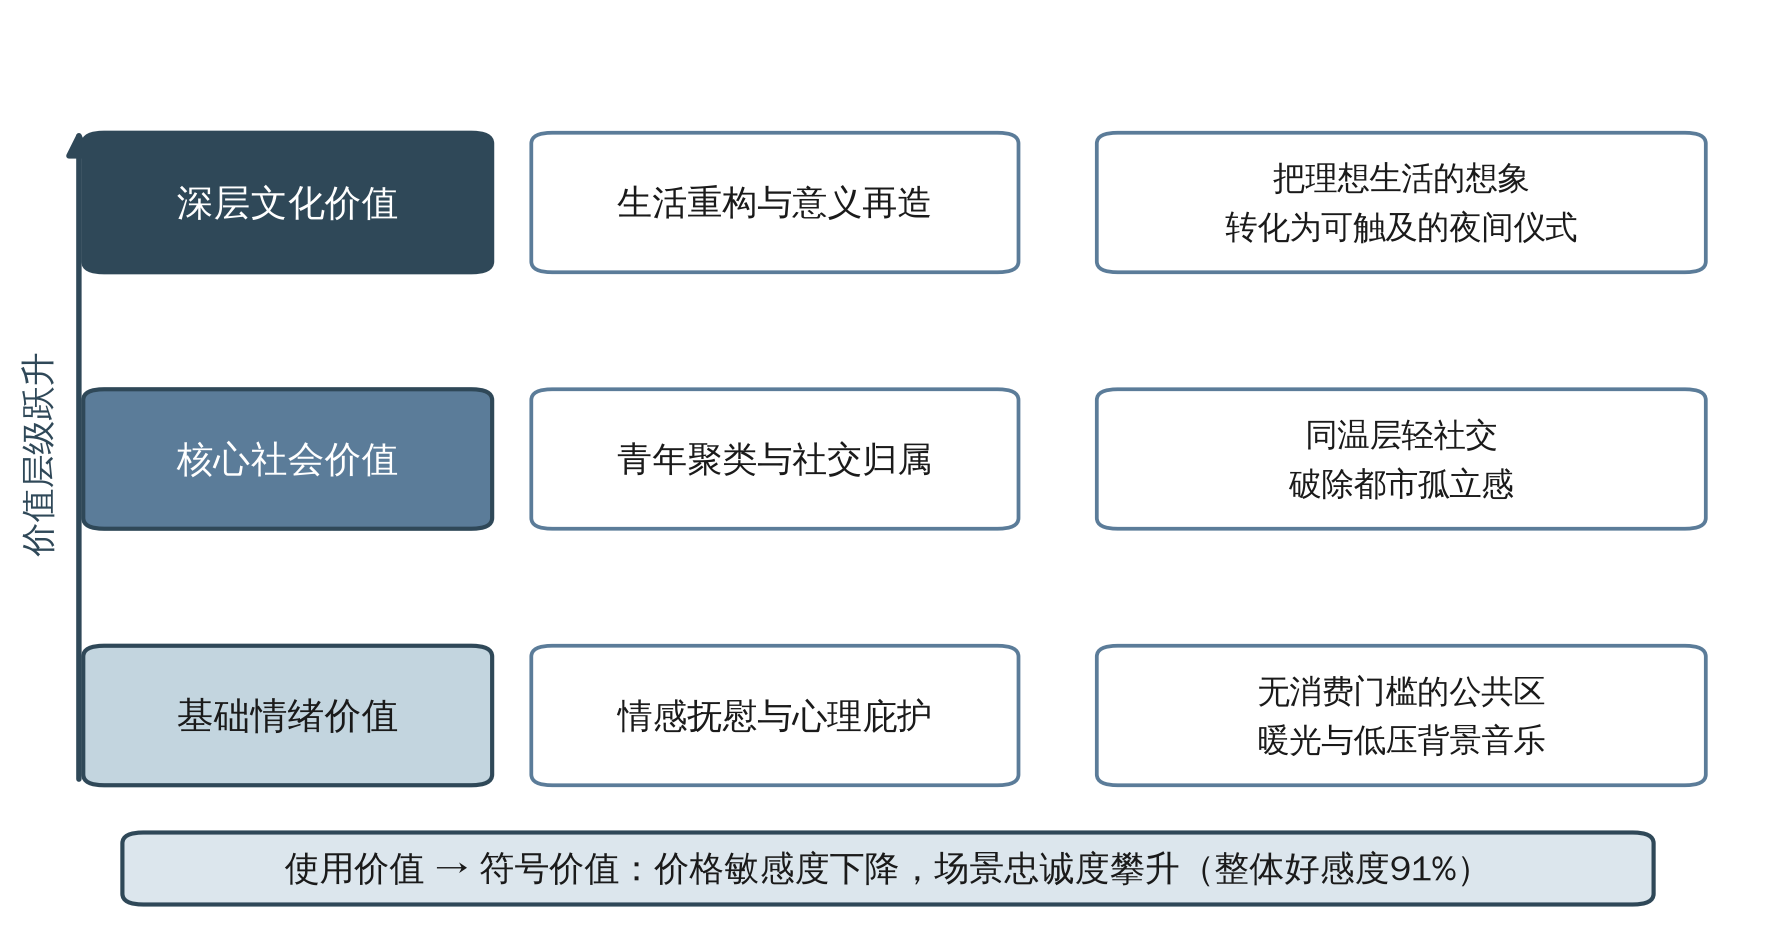 深层文化价值
生活重构与意义再造
把理想生活的想象
转化为可触及的夜间仪式
价值层级跃升
核心社会价值
青年聚类与社交归属
同温层轻社交
破除都市孤立感
基础情绪价值
情感抚慰与心理庇护
无消费门槛的公共区
暖光与低压背景音乐
使用价值 → 符号价值：价格敏感度下降，场景忠诚度攀升（整体好感度91%）